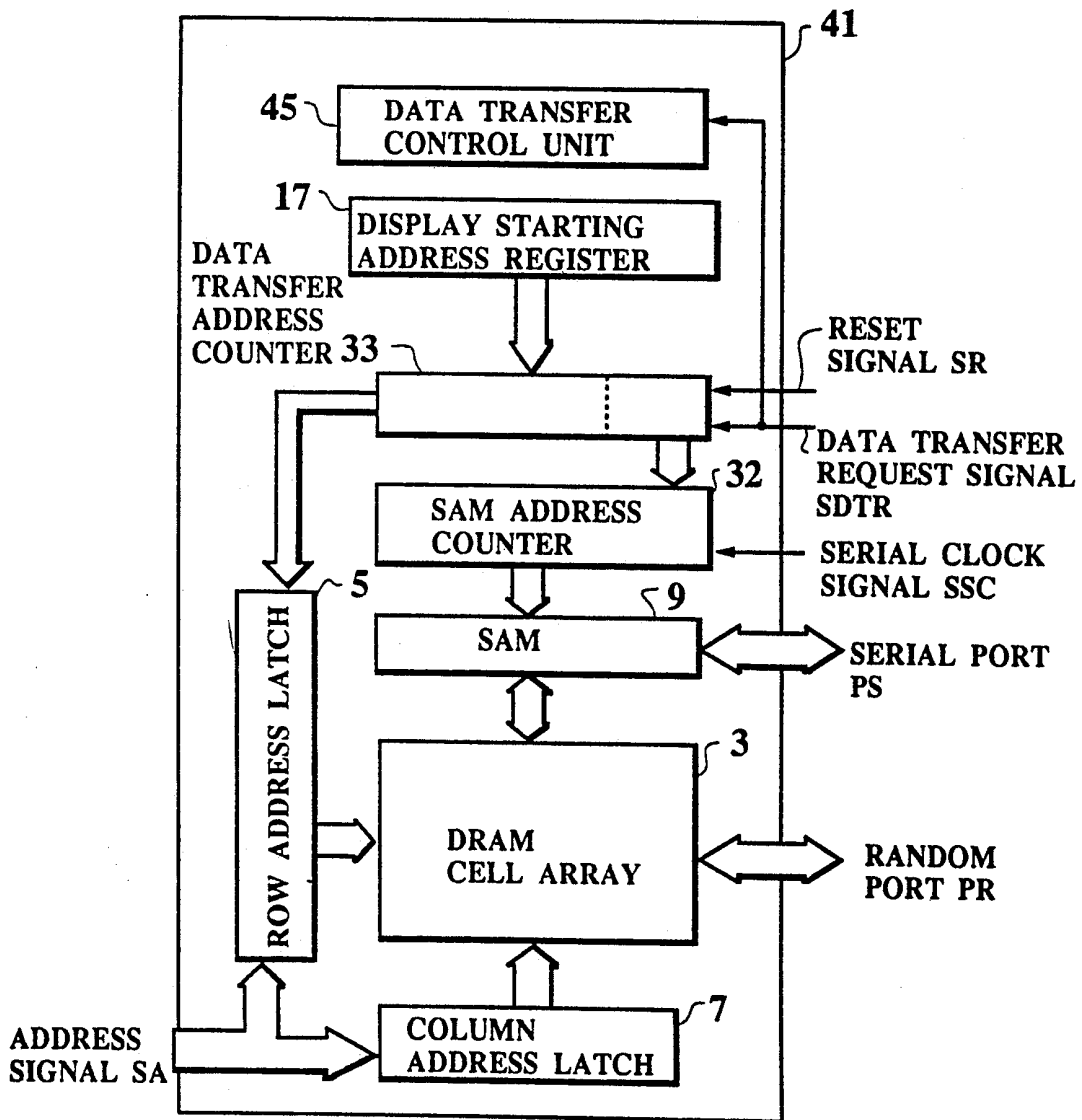 41
45
DATA TRANSFER
CONTROL UNIT
17
DISPLAY STARTING
ADDRESS REGISTER
DATA
TRANSFER
ADDRESS
COUNTER 33
RESET
SIGNAL SR
DATA TRANSFER
REQUEST SIGNAL
SDTR
32
SAM ADDRESS
COUNTER
SERIAL CLOCK
SIGNAL SSC
5
ROW ADDRESS LATCH
9
SAM
SERIAL PORT
PS
3
DRAM
CELL ARRAY
RANDOM
PORT PR
7
COLUMN
ADDRESS LATCH
ADDRESS
SIGNAL SA